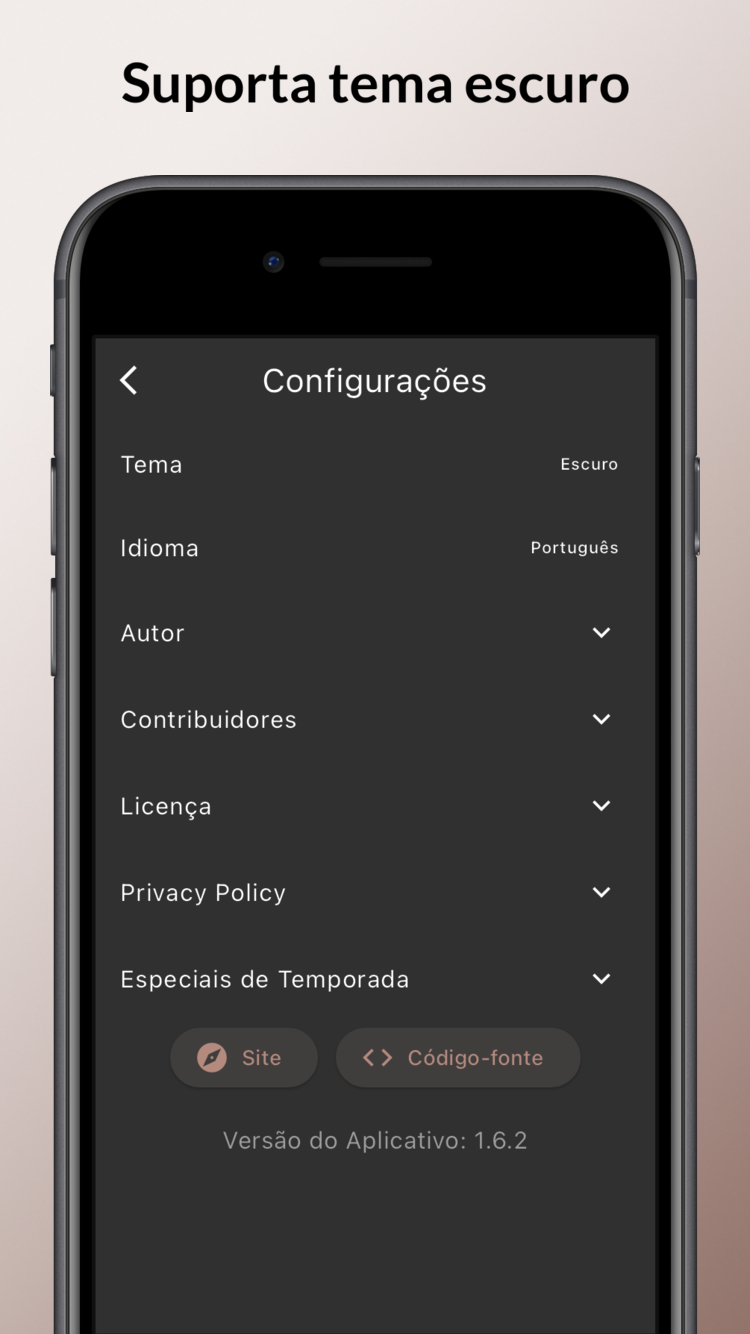 Suporta tema escuro
Configurações
Tema Escuro
Idioma Português
Autor
Contribuidores
Licença
Privacy Policy
Especiais de Temporada
Site Código-fonte
Versão do Aplicativo: 1.6.2